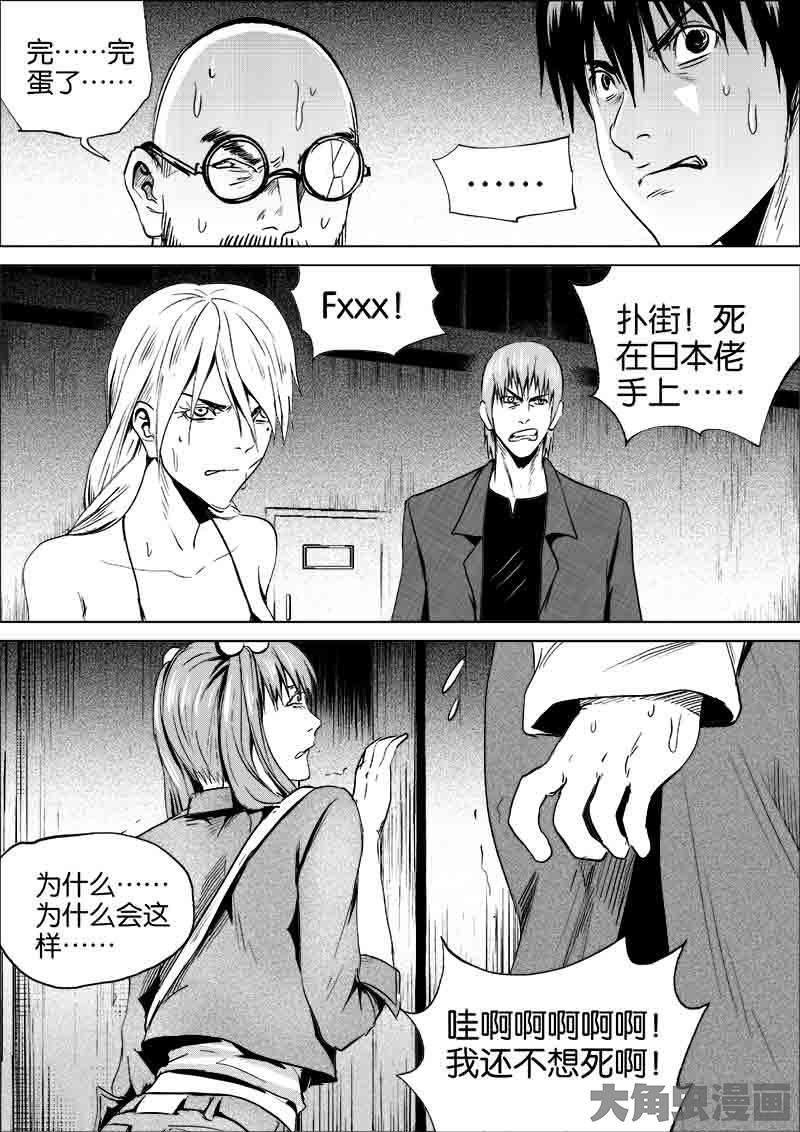 完……完
蛋了……
……
Fxxx！
扑街！死
在日本佬
手上……
为什么……
为什么会这
样……
哇啊啊啊啊啊！
我还不想死啊！
大角虫漫画